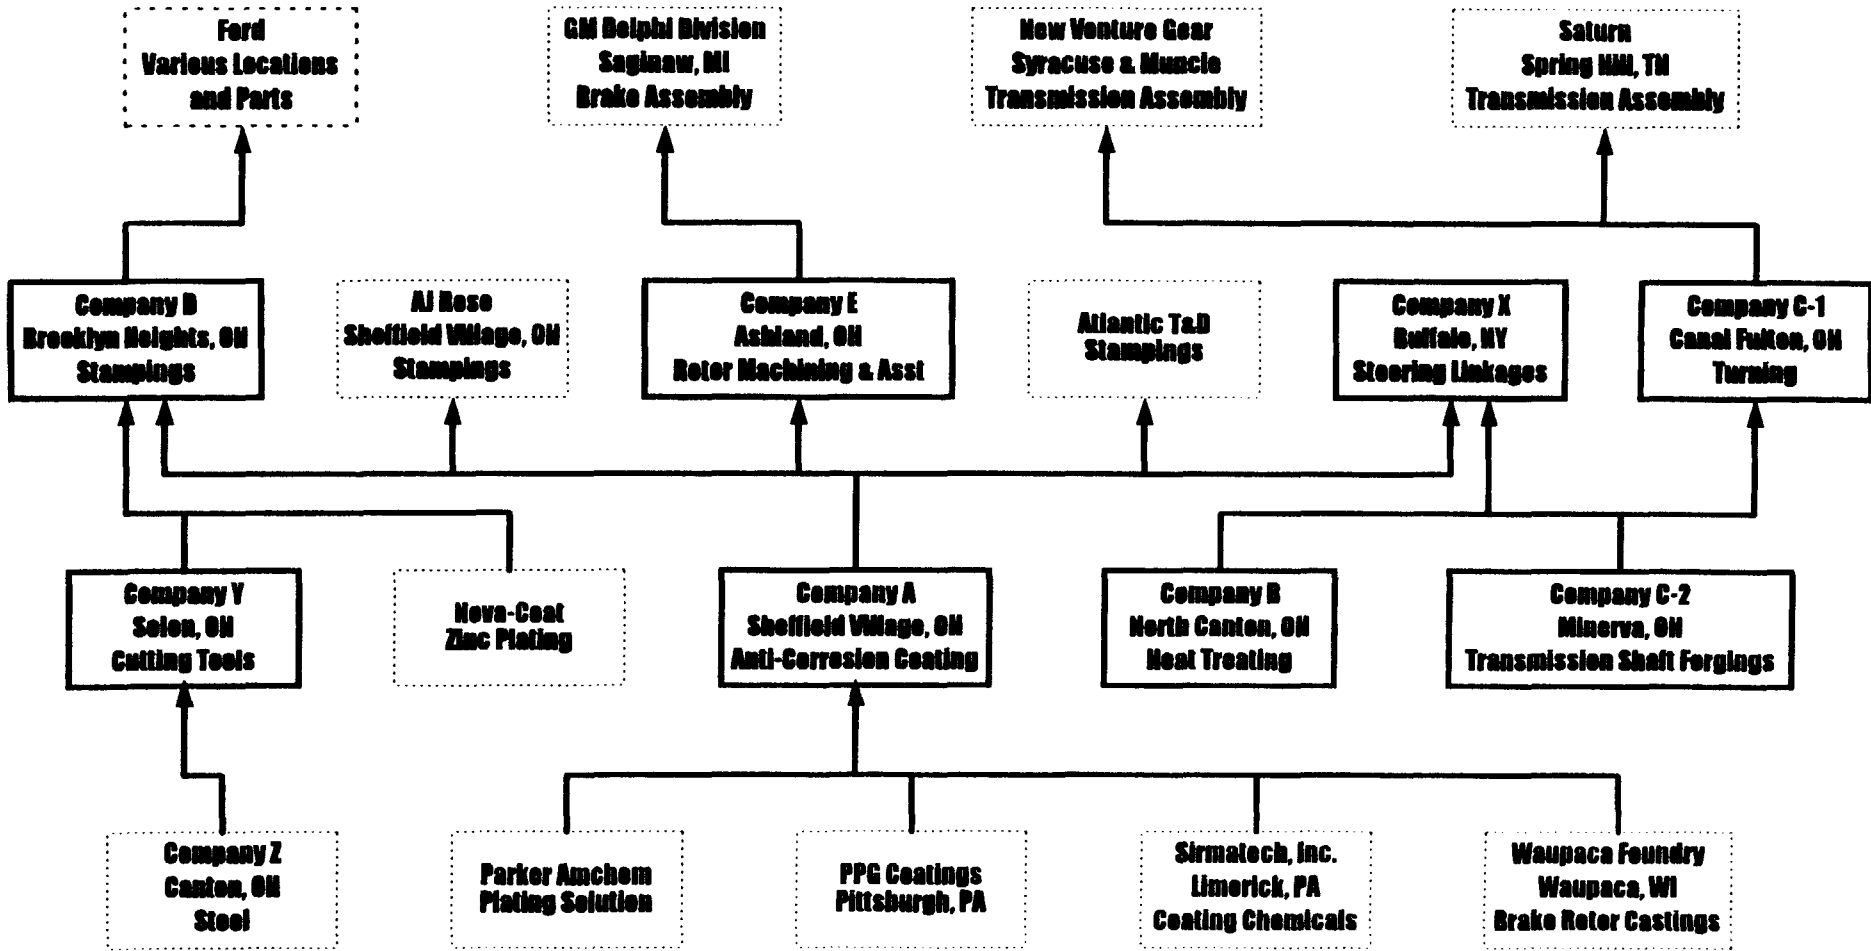 Ford
Various Locations
and Parts
GM Delphi Division
Saginaw, MI
Brake Assembly
New Venture Gear
Syracuse & Muncie
Transmission Assembly
Saturn
Spring Hill, TN
Transmission Assembly
Company D
Brooklyn Heights, OH
Stampings
AJ Rose
Sheffield Village, OH
Stampings
Company E
Ashland, OH
Rotor Machining & Asst
Atlantic T&D
Stampings
Company X
Buffalo, NY
Steering Linkages
Company C-1
Canal Fulton, OH
Turning
Company Y
Solon, OH
Cutting Tools
Nova-Coat
Zinc Plating
Company A
Sheffield Village, OH
Anti-Corrosion Coating
Company B
North Canton, OH
Heat Treating
Company C-2
Minerva, OH
Transmission Shaft Forgings
Company Z
Canton, OH
Steel
Parker Amchem
Plating Solution
PPG Coatings
Pittsburgh, PA
Sirmatech, Inc.
Limerick, PA
Coating Chemicals
Waupaca Foundry
Waupaca, WI
Brake Rotor Castings